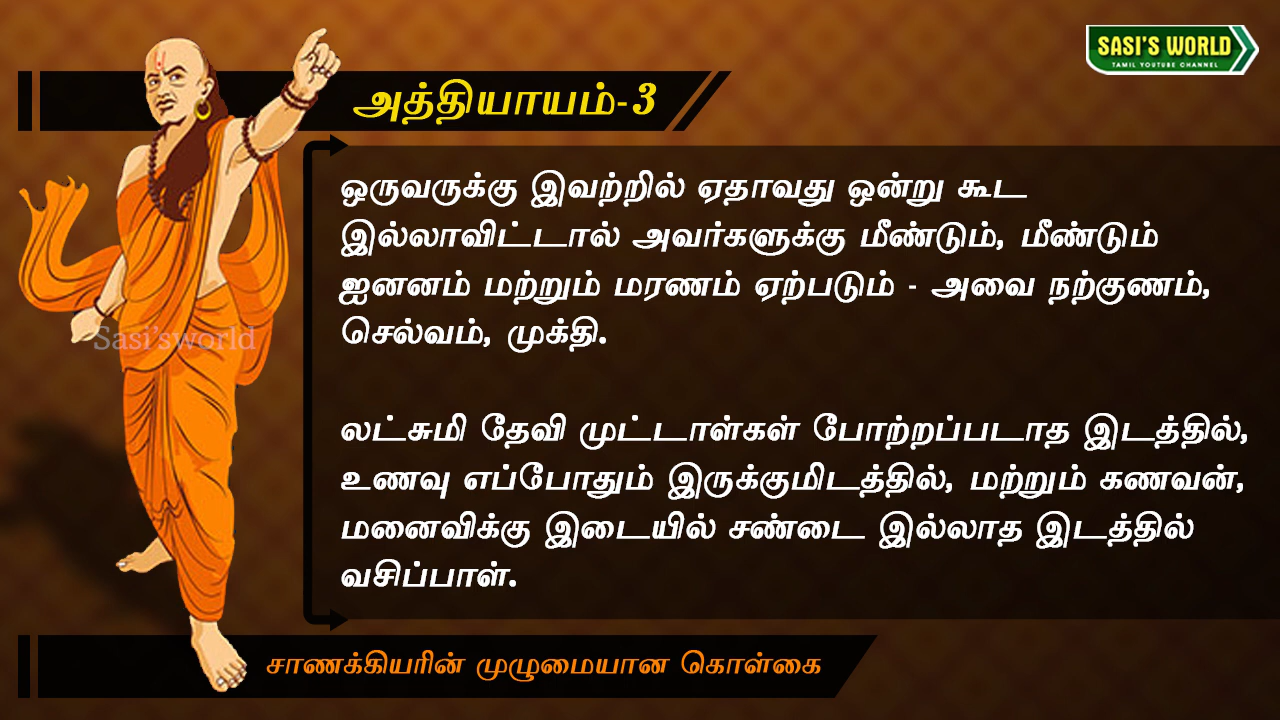 SASI'S WORLD
TAMIL YOUTUBE CHANNEL
அத்தியாயம்-3
ஒருவருக்கு இவற்றில் ஏதாவது ஒன்று கூட
இல்லாவிட்டால் அவர்களுக்கு மீண்டும், மீண்டும்
ஜனனம் மற்றும் மரணம் ஏற்படும் - அவை நற்குணம்,
செல்வம், முக்தி.
Sasi'sworld
லட்சுமி தேவி முட்டாள்கள் போற்றப்படாத இடத்தில்,
உணவு எப்போதும் இருக்குமிடத்தில், மற்றும் கணவன்,
மனைவிக்கு இடையில் சண்டை இல்லாத இடத்தில்
வசிப்பாள்.
சாணக்கியரின் முழுமையான கொள்கை